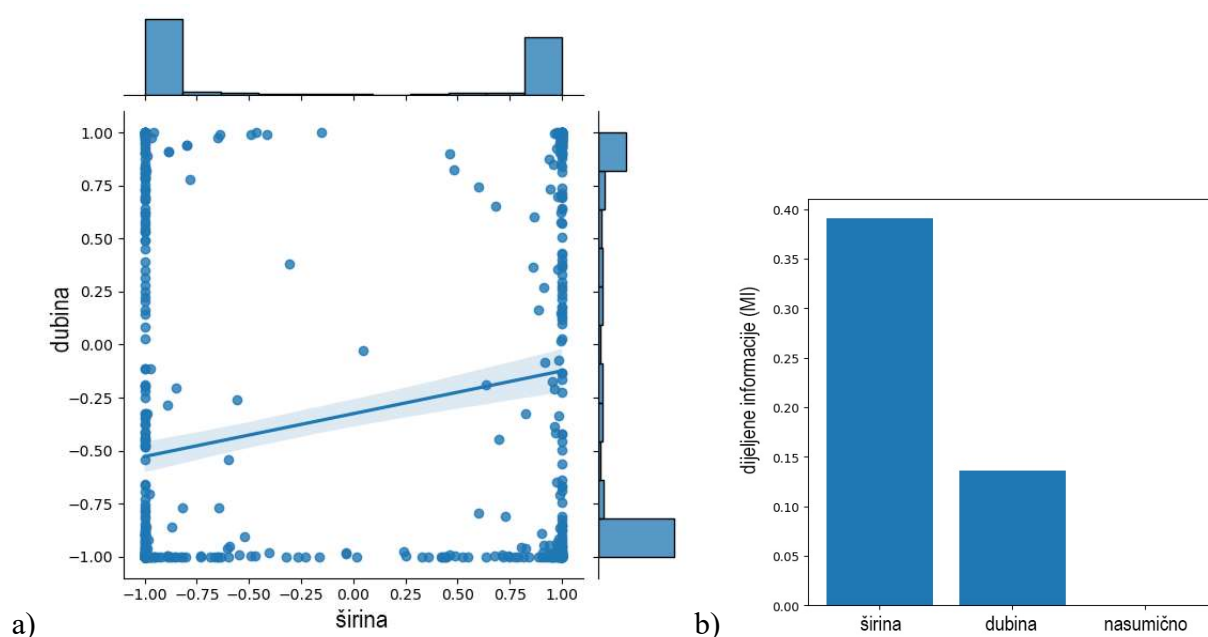 1.00
0.75
0.50
0.25
0.00
−0.25
−0.50
−0.75
−1.00
dubina
−1.00 −0.75 −0.50 −0.25 0.00 0.25 0.50 0.75 1.00
širina
a)
0.40
0.35
0.30
0.25
0.20
0.15
0.10
0.05
0.00
dijeljene informacije (MI)
širina dubina nasumično
b)